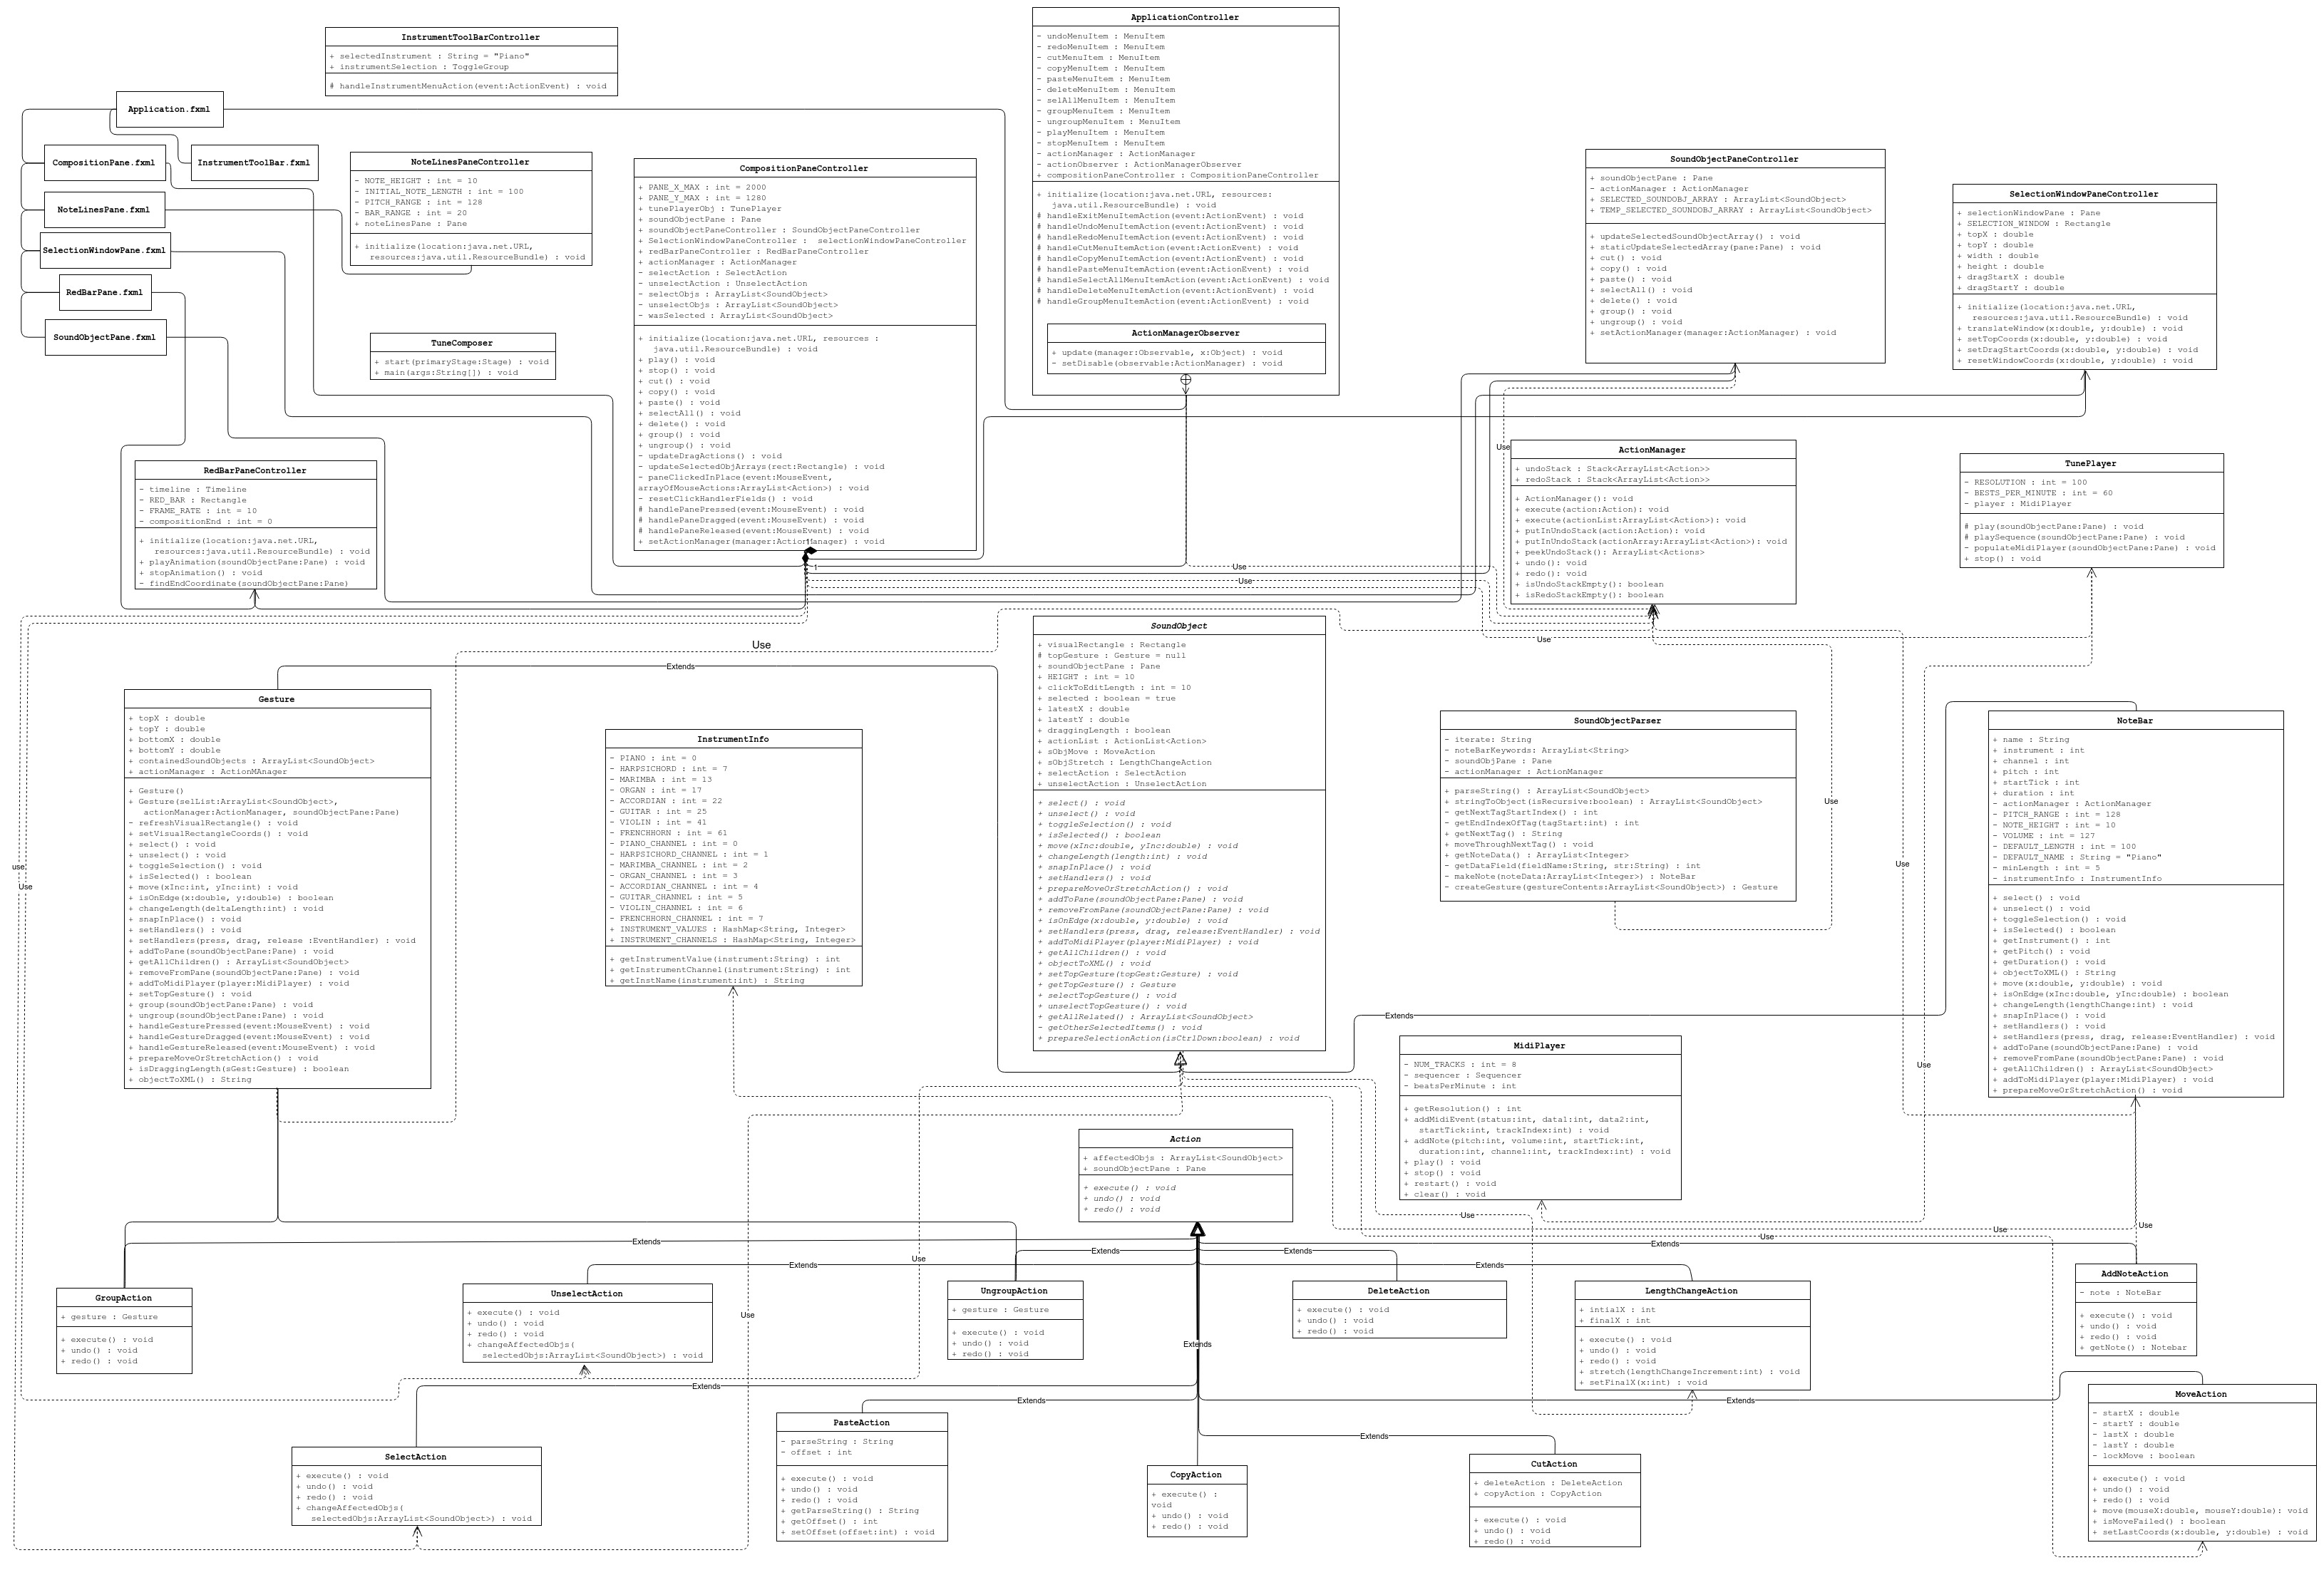 InstrumentToolBarController
+ selectedInstrument : String = "Piano"
+ instrumentSelection : ToggleGroup
# handleInstrumentMenuAction(event:ActionEvent) : void
ApplicationController
- undoMenuItem : MenuItem
- redoMenuItem : MenuItem
- cutMenuItem : MenuItem
- copyMenuItem : MenuItem
- pasteMenuItem : MenuItem
- deleteMenuItem : MenuItem
- selAllMenuItem : MenuItem
- groupMenuItem : MenuItem
- ungroupMenuItem : MenuItem
- playMenuItem : MenuItem
- stopMenuItem : MenuItem
- actionManager : ActionManager
- actionObserver : ActionManagerObserver
+ compositionPaneController : CompositionPaneController
+ initialize(location:java.net.URL, resources:
java.util.ResourceBundle) : void
# handleExitMenuItemAction(event:ActionEvent) : void
# handleUndoMenuItemAction(event:ActionEvent) : void
# handleRedoMenuItemAction(event:ActionEvent) : void
# handleCutMenuItemAction(event:ActionEvent) : void
# handleCopyMenuItemAction(event:ActionEvent) : void
# handlePasteMenuItemAction(event:ActionEvent) : void
# handleSelectAllMenuItemAction(event:ActionEvent) : void
# handleDeleteMenuItemAction(event:ActionEvent) : void
# handleGroupMenuItemAction(event:ActionEvent) : void
ActionManagerObserver
+ update(manager:Observable, x:Object) : void
- setDisable(observable:ActionManager) : void
Application.fxml
CompositionPane.fxml
InstrumentToolBar.fxml
NoteLinesPane.fxml
SelectionWindowPane.fxml
RedBarPane.fxml
SoundObjectPane.fxml
NoteLinesPaneController
- NOTE_HEIGHT : int = 10
- INITIAL_NOTE_LENGTH : int = 100
- PITCH_RANGE : int = 128
- BAR_RANGE : int = 20
+ noteLinesPane : Pane
+ initialize(location:java.net.URL,
resources:java.util.ResourceBundle) : void
CompositionPaneController
+ PANE_X_MAX : int = 2000
+ PANE_Y_MAX : int = 1280
+ tunePlayerObj : TunePlayer
+ soundObjectPane : Pane
+ soundObjectPaneController : SoundObjectPaneController
+ SelectionWindowPaneController :  selectionWindowPaneController
+ redBarPaneController : RedBarPaneController
+ actionManager : ActionManager
- selectAction : SelectAction
- unselectAction : UnselectAction
- selectObjs : ArrayList<SoundObject>
- unselectObjs : ArrayList<SoundObject>
- wasSelected : ArrayList<SoundObject>
+ initialize(location:java.net.URL, resources :
java.util.ResourceBundle) : void
+ play() : void
+ stop() : void
+ cut() : void
+ copy() : void
+ paste() : void
+ selectAll() : void
+ delete() : void
+ group() : void
+ ungroup() : void
- updateDragActions() : void
- updateSelectedObjArrays(rect:Rectangle) : void
- paneClickedInPlace(event:MouseEvent,
arrayOfMouseActions:ArrayList<Action>) : void
- resetClickHandlerFields() : void
# handlePanePressed(event:MouseEvent) : void
# handlePaneDragged(event:MouseEvent) : void
# handlePaneReleased(event:MouseEvent) : void
+ setActionManager(manager:ActionManager) : void
1
1
SoundObjectPaneController
+ soundObjectPane : Pane
- actionManager : ActionManager
+ SELECTED_SOUNDOBJ_ARRAY : ArrayList<SoundObject>
+ TEMP_SELECTED_SOUNDOBJ_ARRAY : ArrayList<SoundObject>
+ updateSelectedSoundObjectArray() : void
+ staticUpdateSelectedArray(pane:Pane) : void
+ cut() : void
+ copy() : void
+ paste() : void
+ selectAll() : void
+ delete() : void
+ group() : void
+ ungroup() : void
+ setActionManager(manager:ActionManager) : void
SelectionWindowPaneController
+ selectionWindowPane : Pane
+ SELECTION_WINDOW : Rectangle
+ topX : double
+ topY : double
+ width : double
+ height : double
+ dragStartX : double
+ dragStartY : double
+ initialize(location:java.net.URL,
resources:java.util.ResourceBundle) : void
+ translateWindow(x:double, y:double) : void
+ setTopCoords(x:double, y:double) : void
+ setDragStartCoords(x:double, y:double) : void
+ resetWindowCoords(x:double, y:double) : void
TuneComposer
+ start(primaryStage:Stage) : void
+ main(args:String[]) : void
RedBarPaneController
- timeline : Timeline
- RED_BAR : Rectangle
- FRAME_RATE : int = 10
- compositionEnd : int = 0
+ initialize(location:java.net.URL,
resources:java.util.ResourceBundle) : void
+ playAnimation(soundObjectPane:Pane) : void
+ stopAnimation() : void
- findEndCoordinate(soundObjectPane:Pane)
Use
ActionManager
+ undoStack : Stack<ArrayList<Action>>
+ redoStack : Stack<ArrayList<Action>>
+ ActionManager(): void
+ execute(action:Action): void
+ execute(actionList:ArrayList<Action>): void
+ putInUndoStack(action:Action): void
+ putInUndoStack(actionArray:ArrayList<Action>): void
+ peekUndoStack(): ArrayList<Actions>
+ undo(): void
+ redo(): void
+ isUndoStackEmpty(): boolean
+ isRedoStackEmpty(): boolean
TunePlayer
- RESOLUTION : int = 100
- BESTS_PER_MINUTE : int = 60
- player : MidiPlayer
# play(soundObjectPane:Pane) : void
# playSequence(soundObjectPane:Pane) : void
- populateMidiPlayer(soundObjectPane:Pane) : void
+ stop() : void
Use
Use
Use
Use
Extends
Gesture
+ topX : double
+ topY : double
+ bottomX : double
+ bottomY : double
+ containedSoundObjects : ArrayList<SoundObject>
+ actionManager : ActionMAnager
+ Gesture()
+ Gesture(selList:ArrayList<SoundObject>,
actionManager:ActionManager, soundObjectPane:Pane)
- refreshVisualRectangle() : void
+ setVisualRectangleCoords() : void
+ select() : void
+ unselect() : void
+ toggleSelection() : void
+ isSelected() : boolean
+ move(xInc:int, yInc:int) : void
+ isOnEdge(x:double, y:double) : boolean
+ changeLength(deltaLength:int) : void
+ snapInPlace() : void
+ setHandlers() : void
+ setHandlers(press, drag, release :EventHandler) : void
+ addToPane(soundObjectPane:Pane) : void
+ getAllChildren() : ArrayList<SoundObject>
+ removeFromPane(soundObjectPane:Pane) : void
+ addToMidiPlayer(player:MidiPlayer) : void
+ setTopGesture() : void
+ group(soundObjectPane:Pane) : void
+ ungroup(soundObjectPane:Pane) : void
+ handleGesturePressed(event:MouseEvent) : void
+ handleGestureDragged(event:MouseEvent) : void
+ handleGestureReleased(event:MouseEvent) : void
+ prepareMoveOrStretchAction() : void
+ isDraggingLength(sGest:Gesture) : boolean
+ objectToXML() : String
use
Use
InstrumentInfo
- PIANO : int = 0
- HARPSICHORD : int = 7
- MARIMBA : int = 13
- ORGAN : int = 17
- ACCORDIAN : int = 22
- GUITAR : int = 25
- VIOLIN : int = 41
- FRENCHHORN : int = 61
- PIANO_CHANNEL : int = 0
- HARPSICHORD_CHANNEL : int = 1
- MARIMBA_CHANNEL : int = 2
- ORGAN_CHANNEL : int = 3
- ACCORDIAN_CHANNEL : int = 4
- GUITAR_CHANNEL : int = 5
- VIOLIN_CHANNEL : int = 6
- FRENCHHORN_CHANNEL : int = 7
+ INSTRUMENT_VALUES : HashMap<String, Integer>
+ INSTRUMENT_CHANNELS : HashMap<String, Integer>
+ getInstrumentValue(instrument:String) : int
+ getInstrumentChannel(instrument:String) : int
+ getInstName(instrument:int) : String
SoundObject
+ visualRectangle : Rectangle
# topGesture : Gesture = null
+ soundObjectPane : Pane
+ HEIGHT : int = 10
+ clickToEditLength : int = 10
+ selected : boolean = true
+ latestX : double
+ latestY : double
+ draggingLength : boolean
+ actionList : ActionList<Action>
+ sObjMove : MoveAction
+ sObjStretch : LengthChangeAction
+ selectAction : SelectAction
+ unselectAction : UnselectAction
+ select() : void
+ unselect() : void
+ toggleSelection() : void
+ isSelected() : boolean
+ move(xInc:double, yInc:double) : void
+ changeLength(length:int) : void
+ snapInPlace() : void
+ setHandlers() : void
+ prepareMoveOrStretchAction() : void
+ addToPane(soundObjectPane:Pane) : void
+ removeFromPane(soundObjectPane:Pane) : void
+ isOnEdge(x:double, y:double) : void
+ setHandlers(press, drag, release:EventHandler) : void
+ addToMidiPlayer(player:MidiPlayer) : void
+ getAllChildren() : void
+ objectToXML() : void
+ setTopGesture(topGest:Gesture) : void
+ getTopGesture() : Gesture
+ selectTopGesture() : void
+ unselectTopGesture() : void
+ getAllRelated() : ArrayList<SoundObject>
- getOtherSelectedItems() : void
+ prepareSelectionAction(isCtrlDown:boolean) : void
SoundObjectParser
- iterate: String
- noteBarKeywords: ArrayList<String>
- soundObjPane : Pane
- actionManager : ActionManager
+ parseString() : ArrayList<SoundObject>
+ stringToObject(isRecursive:boolean) : ArrayList<SoundObject>
- getNextTagStartIndex() : int
- getEndIndexOfTag(tagStart:int) : int
+ getNextTag() : String
+ moveThroughNextTag() : void
+ getNoteData() : ArrayList<Integer>
- getDataField(fieldName:String, str:String) : int
- makeNote(noteData:ArrayList<Integer>) : NoteBar
- createGesture(gestureContents:ArrayList<SoundObject>) : Gesture
Use
Use
NoteBar
+ name : String
+ instrument : int
+ channel : int
+ pitch : int
+ startTick : int
+ duration : int
- actionManager : ActionManager
- PITCH_RANGE : int = 128
- NOTE_HEIGHT : int = 10
- VOLUME : int = 127
- DEFAULT_LENGTH : int = 100
- DEFAULT_NAME : String = "Piano"
- minLength : int = 5
- instrumentInfo : InstrumentInfo
+ select() : void
+ unselect() : void
+ toggleSelection() : void
+ isSelected() : boolean
+ getInstrument() : int
+ getPitch() : void
+ getDuration() : void
+ objectToXML() : String
+ move(x:double, y:double) : void
+ isOnEdge(xInc:double, yInc:double) : boolean
+ changeLength(lengthChange:int) : void
+ snapInPlace() : void
+ setHandlers() : void
+ setHandlers(press, drag, release:EventHandler) : void
+ addToPane(soundObjectPane:Pane) : void
+ removeFromPane(soundObjectPane:Pane) : void
+ getAllChildren() : ArrayList<SoundObject>
+ addToMidiPlayer(player:MidiPlayer) : void
+ prepareMoveOrStretchAction() : void
Extends
Use
MidiPlayer
- NUM_TRACKS : int = 8
- sequencer : Sequencer
- beatsPerMinute : int
+ getResolution() : int
+ addMidiEvent(status:int, data1:int, data2:int,
startTick:int, trackIndex:int) : void
+ addNote(pitch:int, volume:int, startTick:int,
duration:int, channel:int, trackIndex:int) : void
+ play() : void
+ stop() : void
+ restart() : void
+ clear() : void
Action
+ affectedObjs : ArrayList<SoundObject>
+ soundObjectPane : Pane
+ execute() : void
+ undo() : void
+ redo() : void
Use
Use
Use
Use
Extends
Extends
Extends
Extends
Use
Extends
Extends
GroupAction
+ gesture : Gesture
+ execute() : void
+ undo() : void
+ redo() : void
UnselectAction
+ execute() : void
+ undo() : void
+ redo() : void
+ changeAffectedObjs(
selectedObjs:ArrayList<SoundObject>) : void
Use
UngroupAction
+ gesture : Gesture
+ execute() : void
+ undo() : void
+ redo() : void
Extends
DeleteAction
+ execute() : void
+ undo() : void
+ redo() : void
LengthChangeAction
+ intialX : int
+ finalX : int
+ execute() : void
+ undo() : void
+ redo() : void
+ stretch(lengthChangeIncrement:int) : void
+ setFinalX(x:int) : void
AddNoteAction
- note : NoteBar
+ execute() : void
+ undo() : void
+ redo() : void
+ getNote() : Notebar
Extends
Extends
Extends
Extends
SelectAction
+ execute() : void
+ undo() : void
+ redo() : void
+ changeAffectedObjs(
selectedObjs:ArrayList<SoundObject>) : void
PasteAction
- parseString : String
- offset : int
+ execute() : void
+ undo() : void
+ redo() : void
+ getParseString() : String
+ getOffset() : int
+ setOffset(offset:int) : void
CopyAction
+ execute() :
void
+ undo() : void
+ redo() : void
CutAction
+ deleteAction : DeleteAction
+ copyAction : CopyAction
+ execute() : void
+ undo() : void
+ redo() : void
MoveAction
- startX : double
- startY : double
- lastX : double
- lastY : double
- lockMove : boolean
+ execute() : void
+ undo() : void
+ redo() : void
+ move(mouseX:double, mouseY:double): void
+ isMoveFailed() : boolean
+ setLastCoords(x:double, y:double) : void